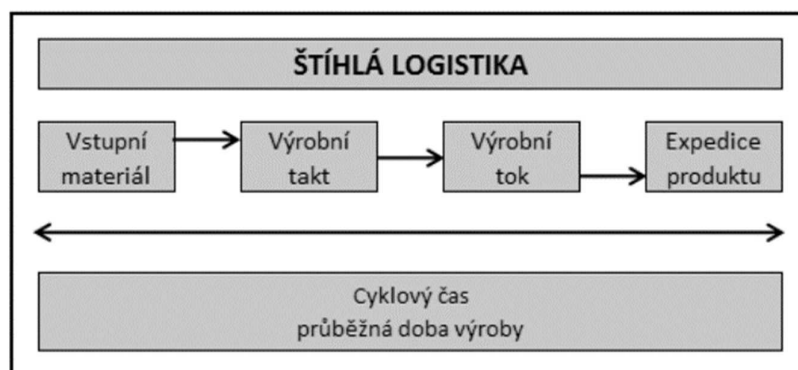 ŠTÍHLÁ LOGISTIKA
Vstupní
materiál
Výrobní
takt
Výrobní
tok
Expedice
produktu
Cyklový čas
průběžná doba výroby